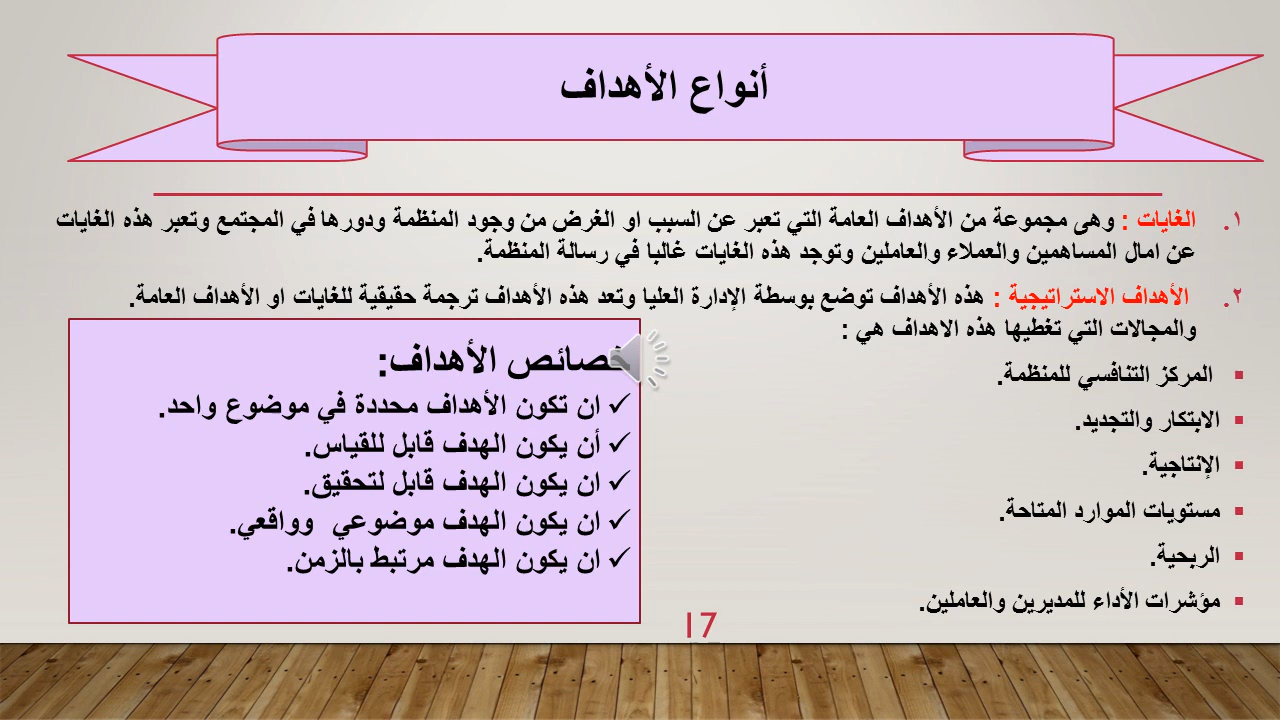 أنواع الأهداف
١. الغايات : وهى مجموعة من الأهداف العامة التي تعبر عن السبب او الغرض من وجود المنظمة ودورها في المجتمع وتعبر هذه الغايات
عن امال المساهمين والعملاء والعاملين وتوجد هذه الغايات غالبا في رسالة المنظمة.
٢. الأهداف الاستراتيجية : هذه الأهداف توضع بوسطة الإدارة العليا وتعد هذه الأهداف ترجمة حقيقية للغايات او الأهداف العامة.
والمجالات التي تغطيها هذه الاهداف هي :
▪ المركز التنافسي للمنظمة.
▪ الابتكار والتجديد.
▪ الإنتاجية.
▪ مستويات الموارد المتاحة.
▪ الربحية.
▪ مؤشرات الأداء للمديرين والعاملين.
خصائص الأهداف:
✓ ان تكون الأهداف محددة في موضوع واحد.
✓ أن يكون الهدف قابل للقياس.
✓ ان يكون الهدف قابل لتحقيق.
✓ ان يكون الهدف موضوعي  وواقعي.
✓ ان يكون الهدف مرتبط بالزمن.
17